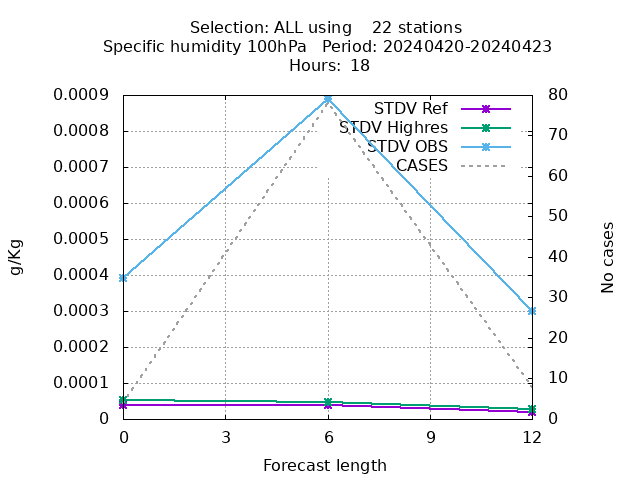 Selection: ALL using    22 stations
Specific humidity 100hPa   Period: 20240420-20240423
Hours: 18
STDV Ref
STDV Highres
STDV OBS
CASES
g/Kg
0.0009
0.0008
0.0007
0.0006
0.0005
0.0004
0.0003
0.0002
0.0001
0
No cases
80
70
60
50
40
30
20
10
0
0 3 6 9 12
Forecast length